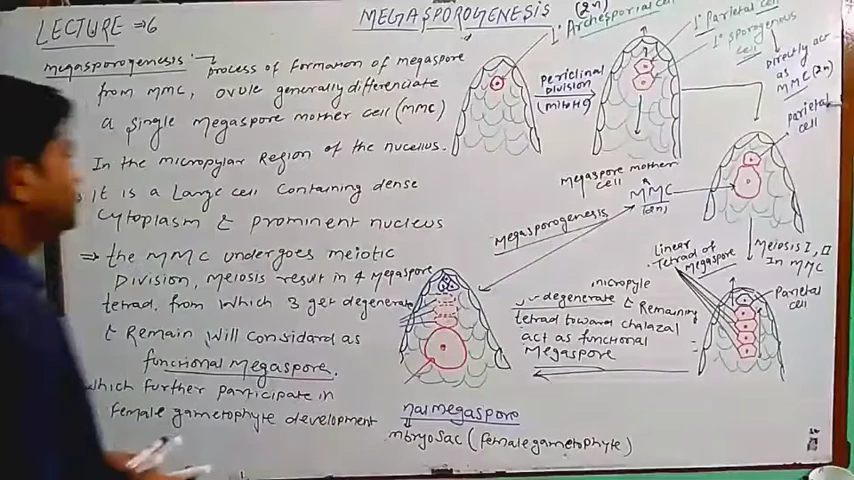 LECTURE ⇒ 6
MEGASPOROGENESIS
megasporogenesis :→ process of formation of megaspore
from MMC, ovule generally differenciate
a single megaspore mother cell (MMC)
In the micropylar Region of the nucellus.
It is a Large cell containing dense
cytoplasm & prominent nucleus
⇒ the MMC undergoes meiotic
Division, Meiosis result in 4 megaspore
tetrad. from which 3 get degenerate
& Remain will considard as
functional megaspore.
which further participate in
Female gametophyte development
(2n)
1° Archesporial cell
Periclinal
DIVISION
1° Parietal cell
1° sporogenous
cell
Directly act
as
MMC (2n)
Parietal
cell
Megaspore mother
cell
MMC
(2n)
Megasporogenesis
Meiosis I, II
In MMC
Linear
Tetrad of
megaspore
Parietal
cell
micropyle
degenerate & Remaining
tetrad toward chalazal
act as functional
Megaspore
nal megaspore
mbryo sac (female gametophyte)